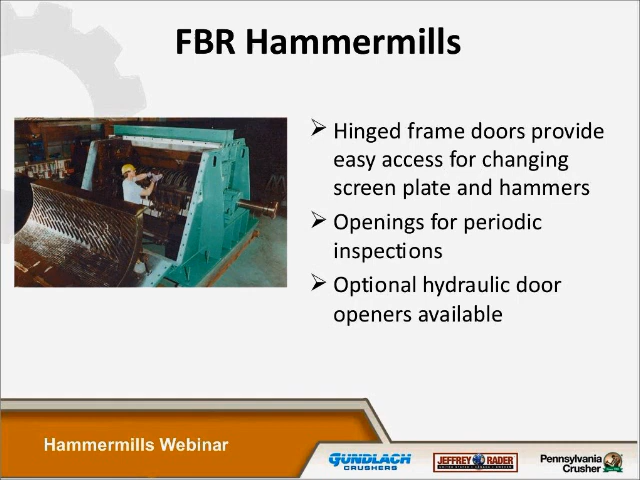 FBR Hammermills
➢ Hinged frame doors provide
easy access for changing
screen plate and hammers
➢ Openings for periodic
inspections
➢ Optional hydraulic door
openers available
Hammermills Webinar
GUNDLACH
CRUSHERS
JEFFREY RADER
Pennsylvania
Crusher